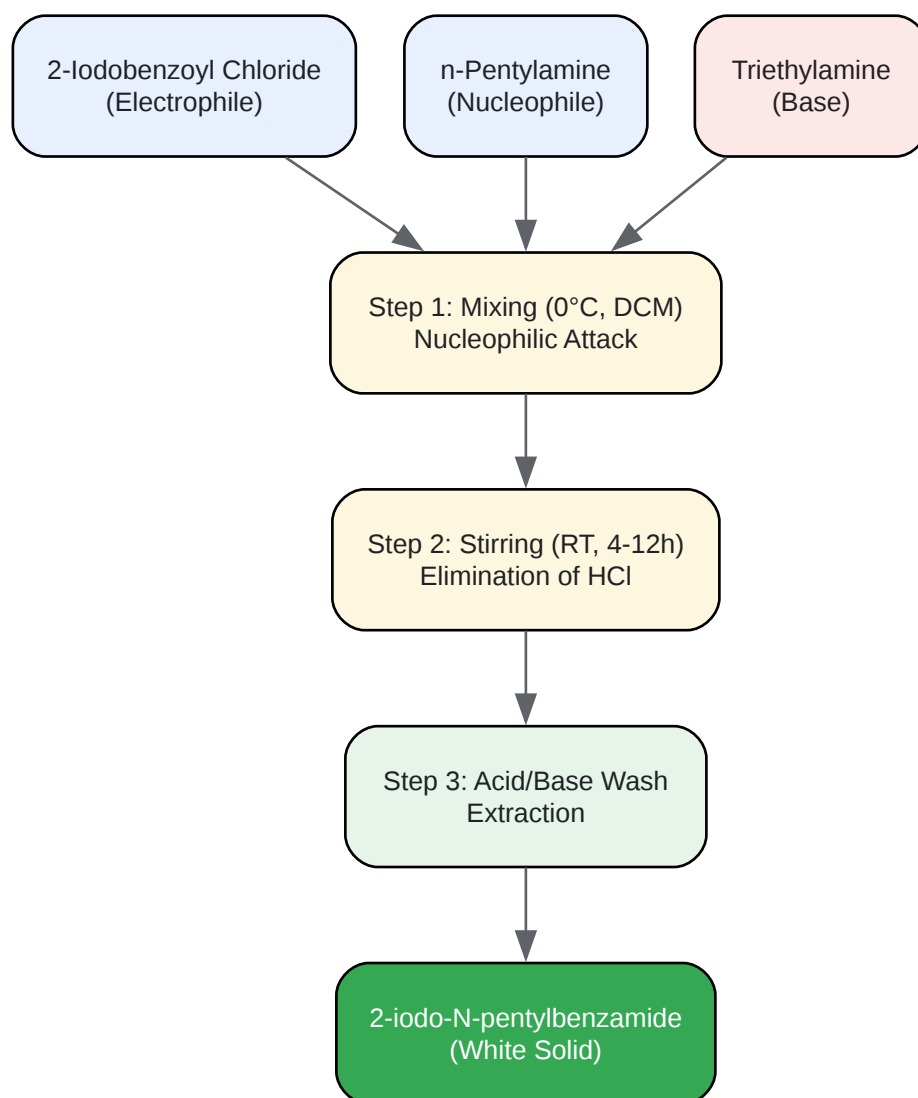 2-Iodobenzoyl Chloride
(Electrophile)
n-Pentylamine
(Nucleophile)
Triethylamine
(Base)
Step 1: Mixing (0°C, DCM)
Nucleophilic Attack
Step 2: Stirring (RT, 4-12h)
Elimination of HCl
Step 3: Acid/Base Wash
Extraction
2-iodo-N-pentylbenzamide
(White Solid)